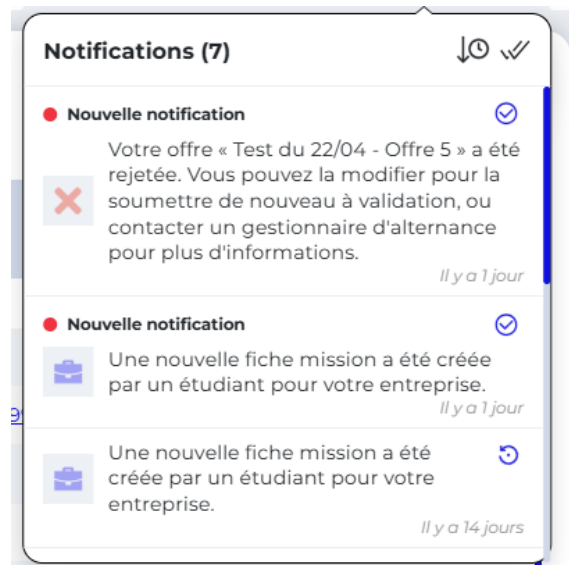 Notifications (7)
Nouvelle notification
Votre offre « Test du 22/04 - Offre 5 » a été
rejetée. Vous pouvez la modifier pour la
soumettre de nouveau à validation, ou
contacter un gestionnaire d'alternance
pour plus d'informations.
Il y a 1 jour
Nouvelle notification
Une nouvelle fiche mission a été créée
par un étudiant pour votre entreprise.
Il y a 1 jour
Une nouvelle fiche mission a été
créée par un étudiant pour votre
entreprise.
Il y a 14 jours